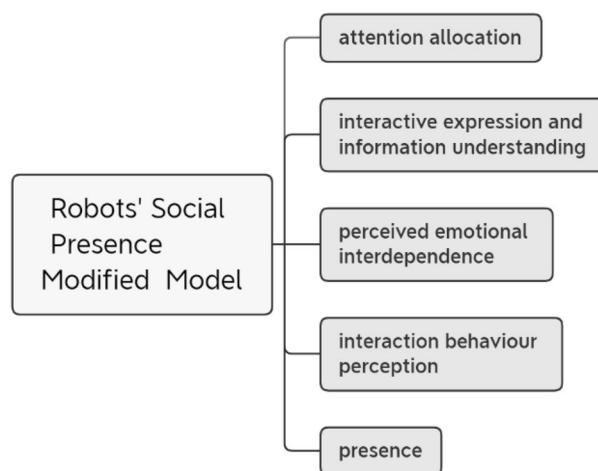 Robots' Social
Presence
Modified Model
attention allocation
interactive expression and
information understanding
perceived emotional
interdependence
interaction behaviour
perception
presence